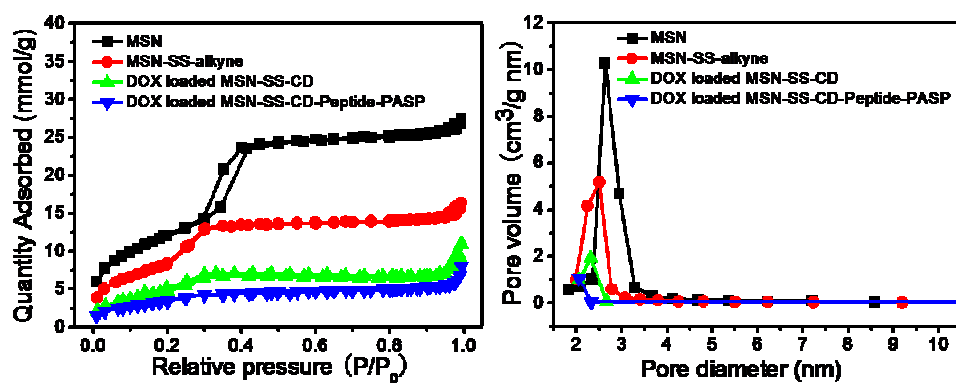 MSN
MSN-SS-alkyne
DOX loaded MSN-SS-CD
DOX loaded MSN-SS-CD-Peptide-PASP
Quantity Adsorbed (mmol/g)
40
35
30
25
20
15
10
5
0
0.0 0.2 0.4 0.6 0.8 1.0
Relative pressure (P/P0)
MSN
MSN-SS-alkyne
DOX loaded MSN-SS-CD
DOX loaded MSN-SS-CD-Peptide-PASP
Pore volume (cm3/g nm)
12
10
8
6
4
2
0
2 3 4 5 6 7 8 9 10
Pore diameter (nm)